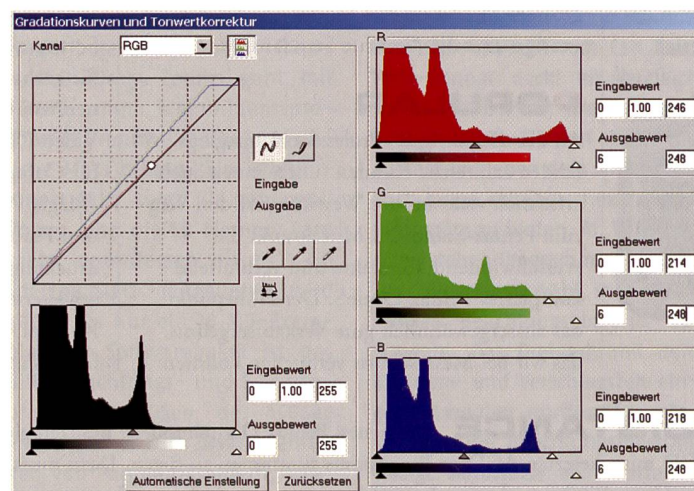 Gradationskurven und Tonwertkorrektur
Kanal
RGB
Eingabe
Ausgabe
Eingabewert
0 1.00 255
Ausgabewert
0 255
Automatische Einstellung
Zurücksetzen
R
Eingabewert
0 1.00 246
Ausgabewert
6 248
G
Eingabewert
0 1.00 214
Ausgabewert
6 248
B
Eingabewert
0 1.00 218
Ausgabewert
6 248